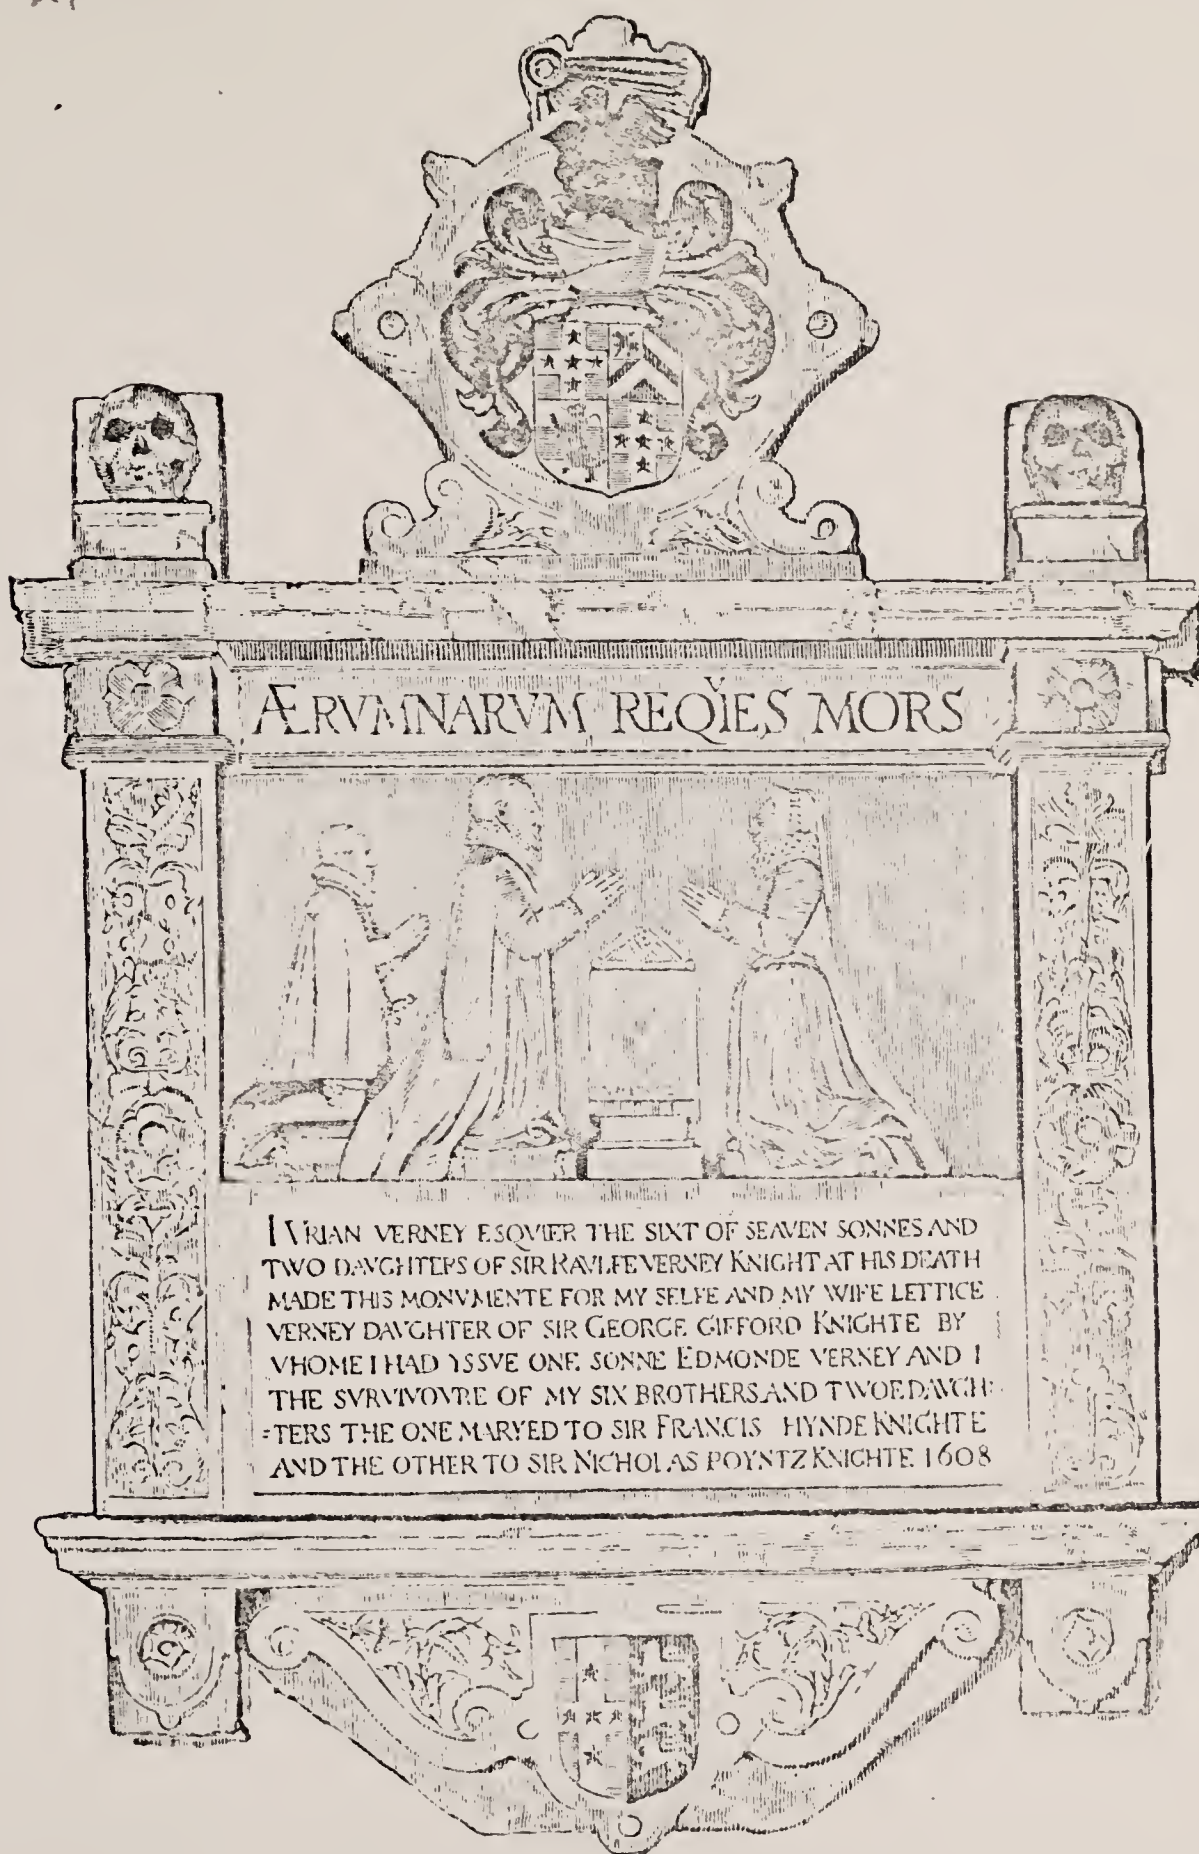 ÆRVMNARVM REQVIES MORS
I VRIAN VERNEY ESQVIER THE SIXT OF SEAVEN SONNES AND
TWO DAVGHTERS OF SIR RAVLFE VERNEY KNIGHT AT HIS DEATH
MADE THIS MONVMENTE FOR MY SELFE AND MY WIFE LETTICE
VERNEY DAVGHTER OF SIR GEORGE GIFFORD KNIGHTE BY
VHOME I HAD YSSVE ONE SONNE EDMONDE VERNEY AND I
THE SVRVIVOVRE OF MY SIX BROTHERS AND TWOE DAVGH=
=TERS THE ONE MARYED TO SIR FRANCIS HYNDE KNIGHTE
AND THE OTHER TO SIR NICHOLAS POYNTZ KNIGHTE 1608